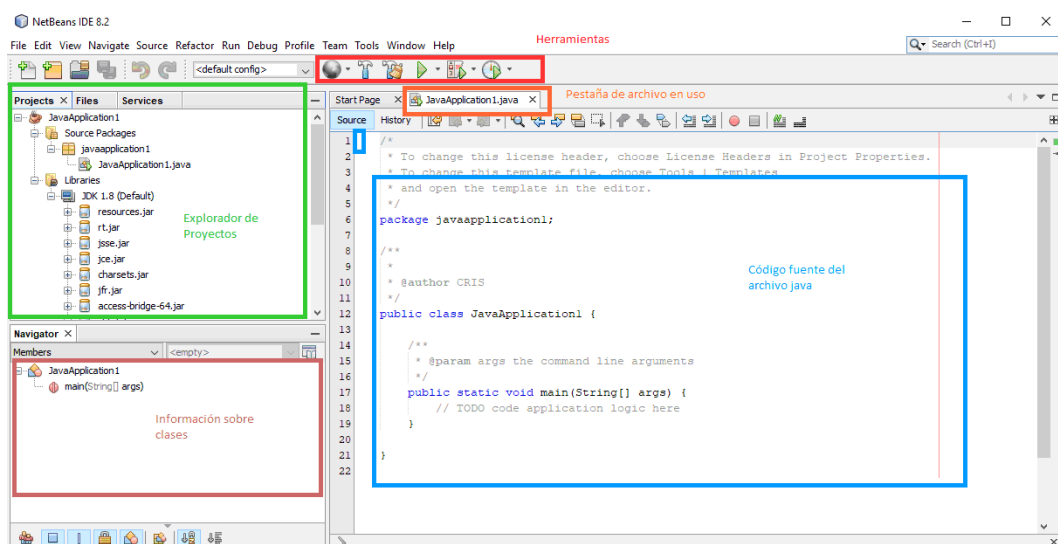 NetBeans IDE 8.2
File Edit View Navigate Source Refactor Run Debug Profile Team Tools Window Help
Herramientas
Search (Ctrl+I)
<default config>
Projects Files Services
JavaApplication1
Source Packages
javaapplication1
JavaApplication1.java
Libraries
JDK 1.8 (Default)
resources.jar
rt.jar
jsse.jar
jce.jar
charsets.jar
jfr.jar
access-bridge-64.jar
Explorador de
Proyectos
Navigator
Members <empty>
JavaApplication1
main(String[] args)
Información sobre
clases
Start Page JavaApplication1.java
Pestaña de archivo en uso
Source History
1 /*
2 * To change this license header, choose License Headers in Project Properties.
3 * To change this template file, choose Tools | Templates
4 * and open the template in the editor.
5 */
6 package javaapplication1;
7
8 /**
9 *
10 * @author CRIS
11 */
12 public class JavaApplication1 {
13
14 /**
15 * @param args the command line arguments
16 */
17 public static void main(String[] args) {
18 // TODO code application logic here
19 }
20
21 }
22
Código fuente del
archivo java